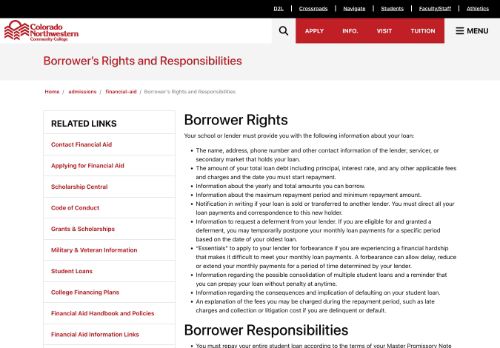 D2L | Crossroads | Navigate | Students | Faculty/Staff | Athletics
Colorado
Northwestern
Community College
APPLY INFO. VISIT TUITION MENU
Borrower's Rights and Responsibilities
Home / admissions / financial-aid / Borrower's Rights and Responsibilities
RELATED LINKS
Contact Financial Aid
Applying for Financial Aid
Scholarship Central
Code of Conduct
Grants & Scholarships
Military & Veteran Information
Student Loans
College Financing Plans
Financial Aid Handbook and Policies
Financial Aid Information Links
Borrower Rights
Your school or lender must provide you with the following information about your loan:
• The name, address, phone number and other contact information of the lender, servicer, or
secondary market that holds your loan.
• The amount of your total loan debt including principal, interest rate, and any other applicable fees
and charges and the date you must start repayment.
• Information about the yearly and total amounts you can borrow.
• Information about the maximum repayment period and minimum repayment amount.
• Notification in writing if your loan is sold or transferred to another lender. You must direct all your
loan payments and correspondence to this new holder.
• Information to request a deferment from your lender. If you are eligible for and granted a
deferment, you may temporarily postpone your monthly loan payments for a specific period
based on the date of your oldest loan.
• "Essentials" to apply to your lender for forbearance if you are experiencing a financial hardship
that makes it difficult to meet your monthly loan payments. A forbearance can allow delay, reduce
or extend your monthly payments for a period of time determined by your lender.
• Information regarding the possible consolidation of multiple student loans and a reminder that
you can prepay your loan without penalty at anytime.
• Information regarding the consequences and implication of defaulting on your student loan.
• An explanation of the fees you may be charged during the repayment period, such as late
charges and collection or litigation cost if you are delinquent or default.
Borrower Responsibilities
• You must repay your entire student loan according to the terms of your Master Promissory Note